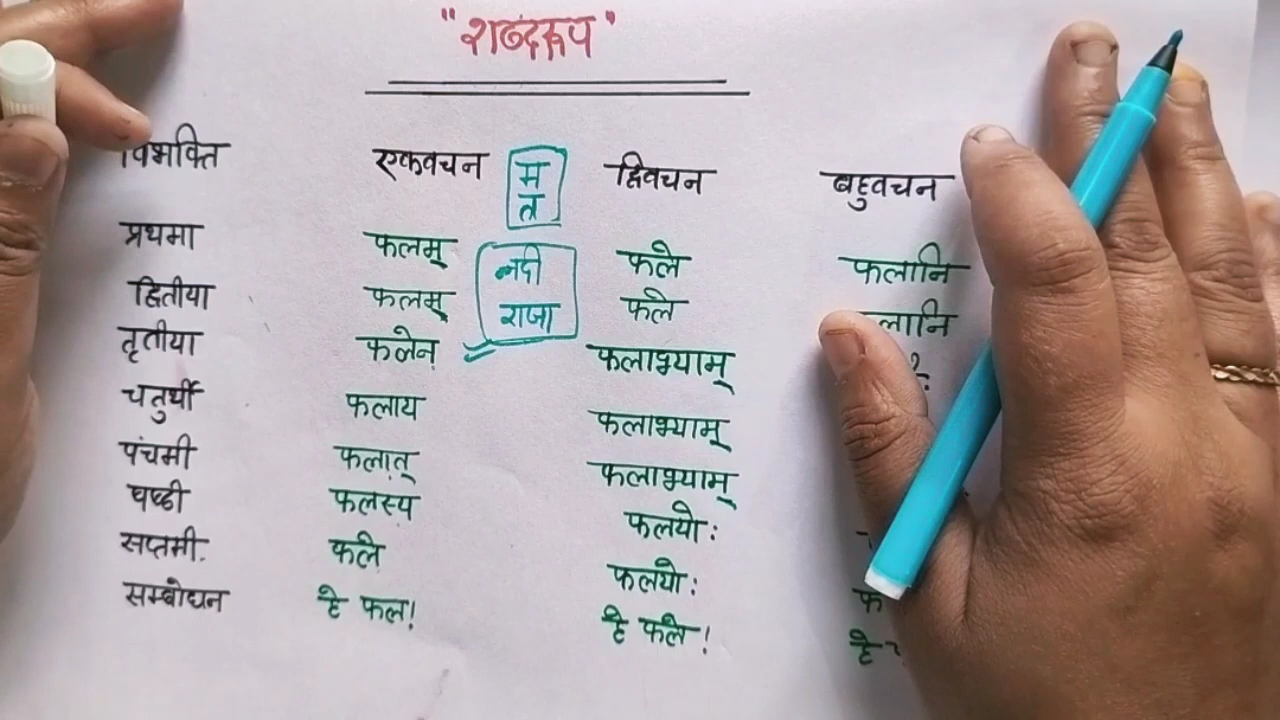 "शब्दरूप"
विभक्ति एकवचन द्विवचन बहुवचन
म
त
प्रथमा फलम् फले फलानि
नदी
राजा
द्वितीया फलम् फले लानि
तृतीया फलेन फलाभ्याम्
चतुर्थी फलाय फलाभ्याम्
पंचमी फलात् फलाभ्याम्
षष्ठी फलस्य फलयोः
सप्तमी. फले फलयोः फ
सम्बोधन हे फल! हे फले! हे